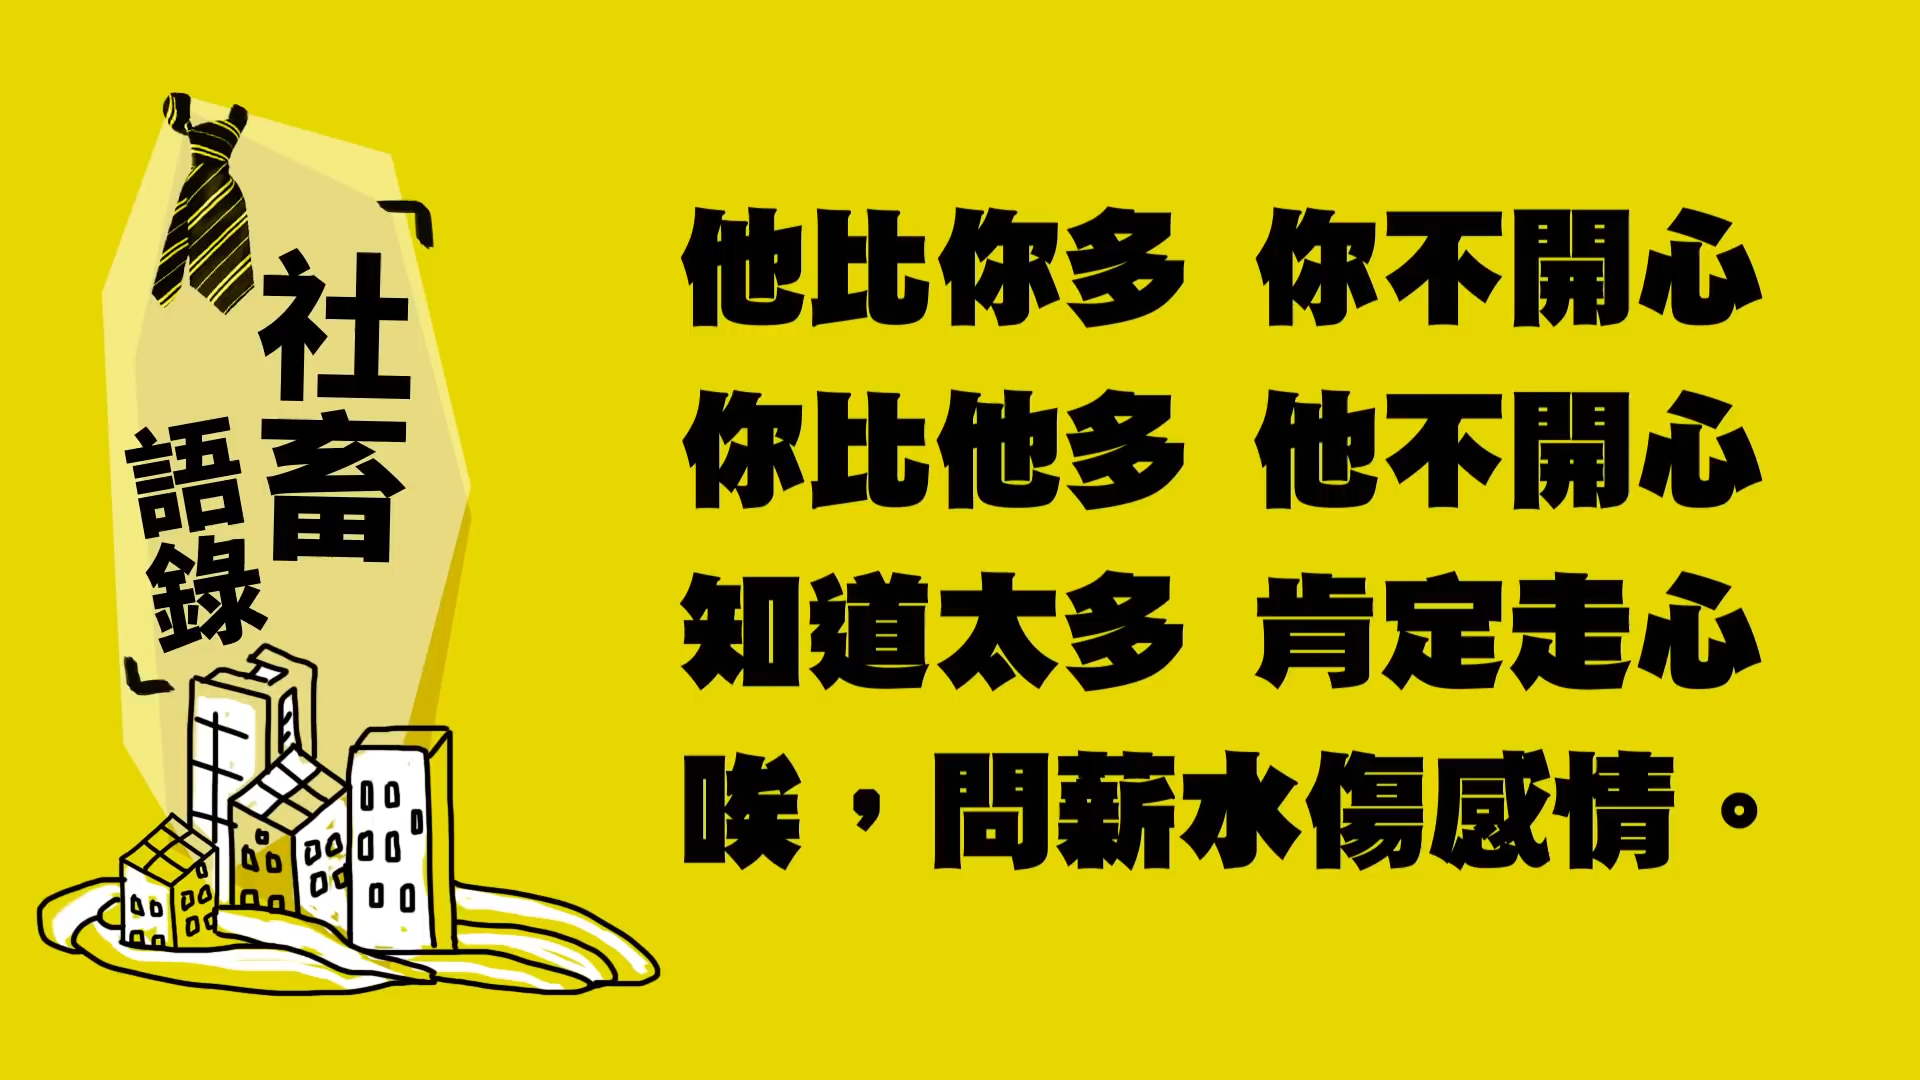 社畜
語錄
他比你多 你不開心
你比他多 他不開心
知道太多 肯定走心
唉，問薪水傷感情。